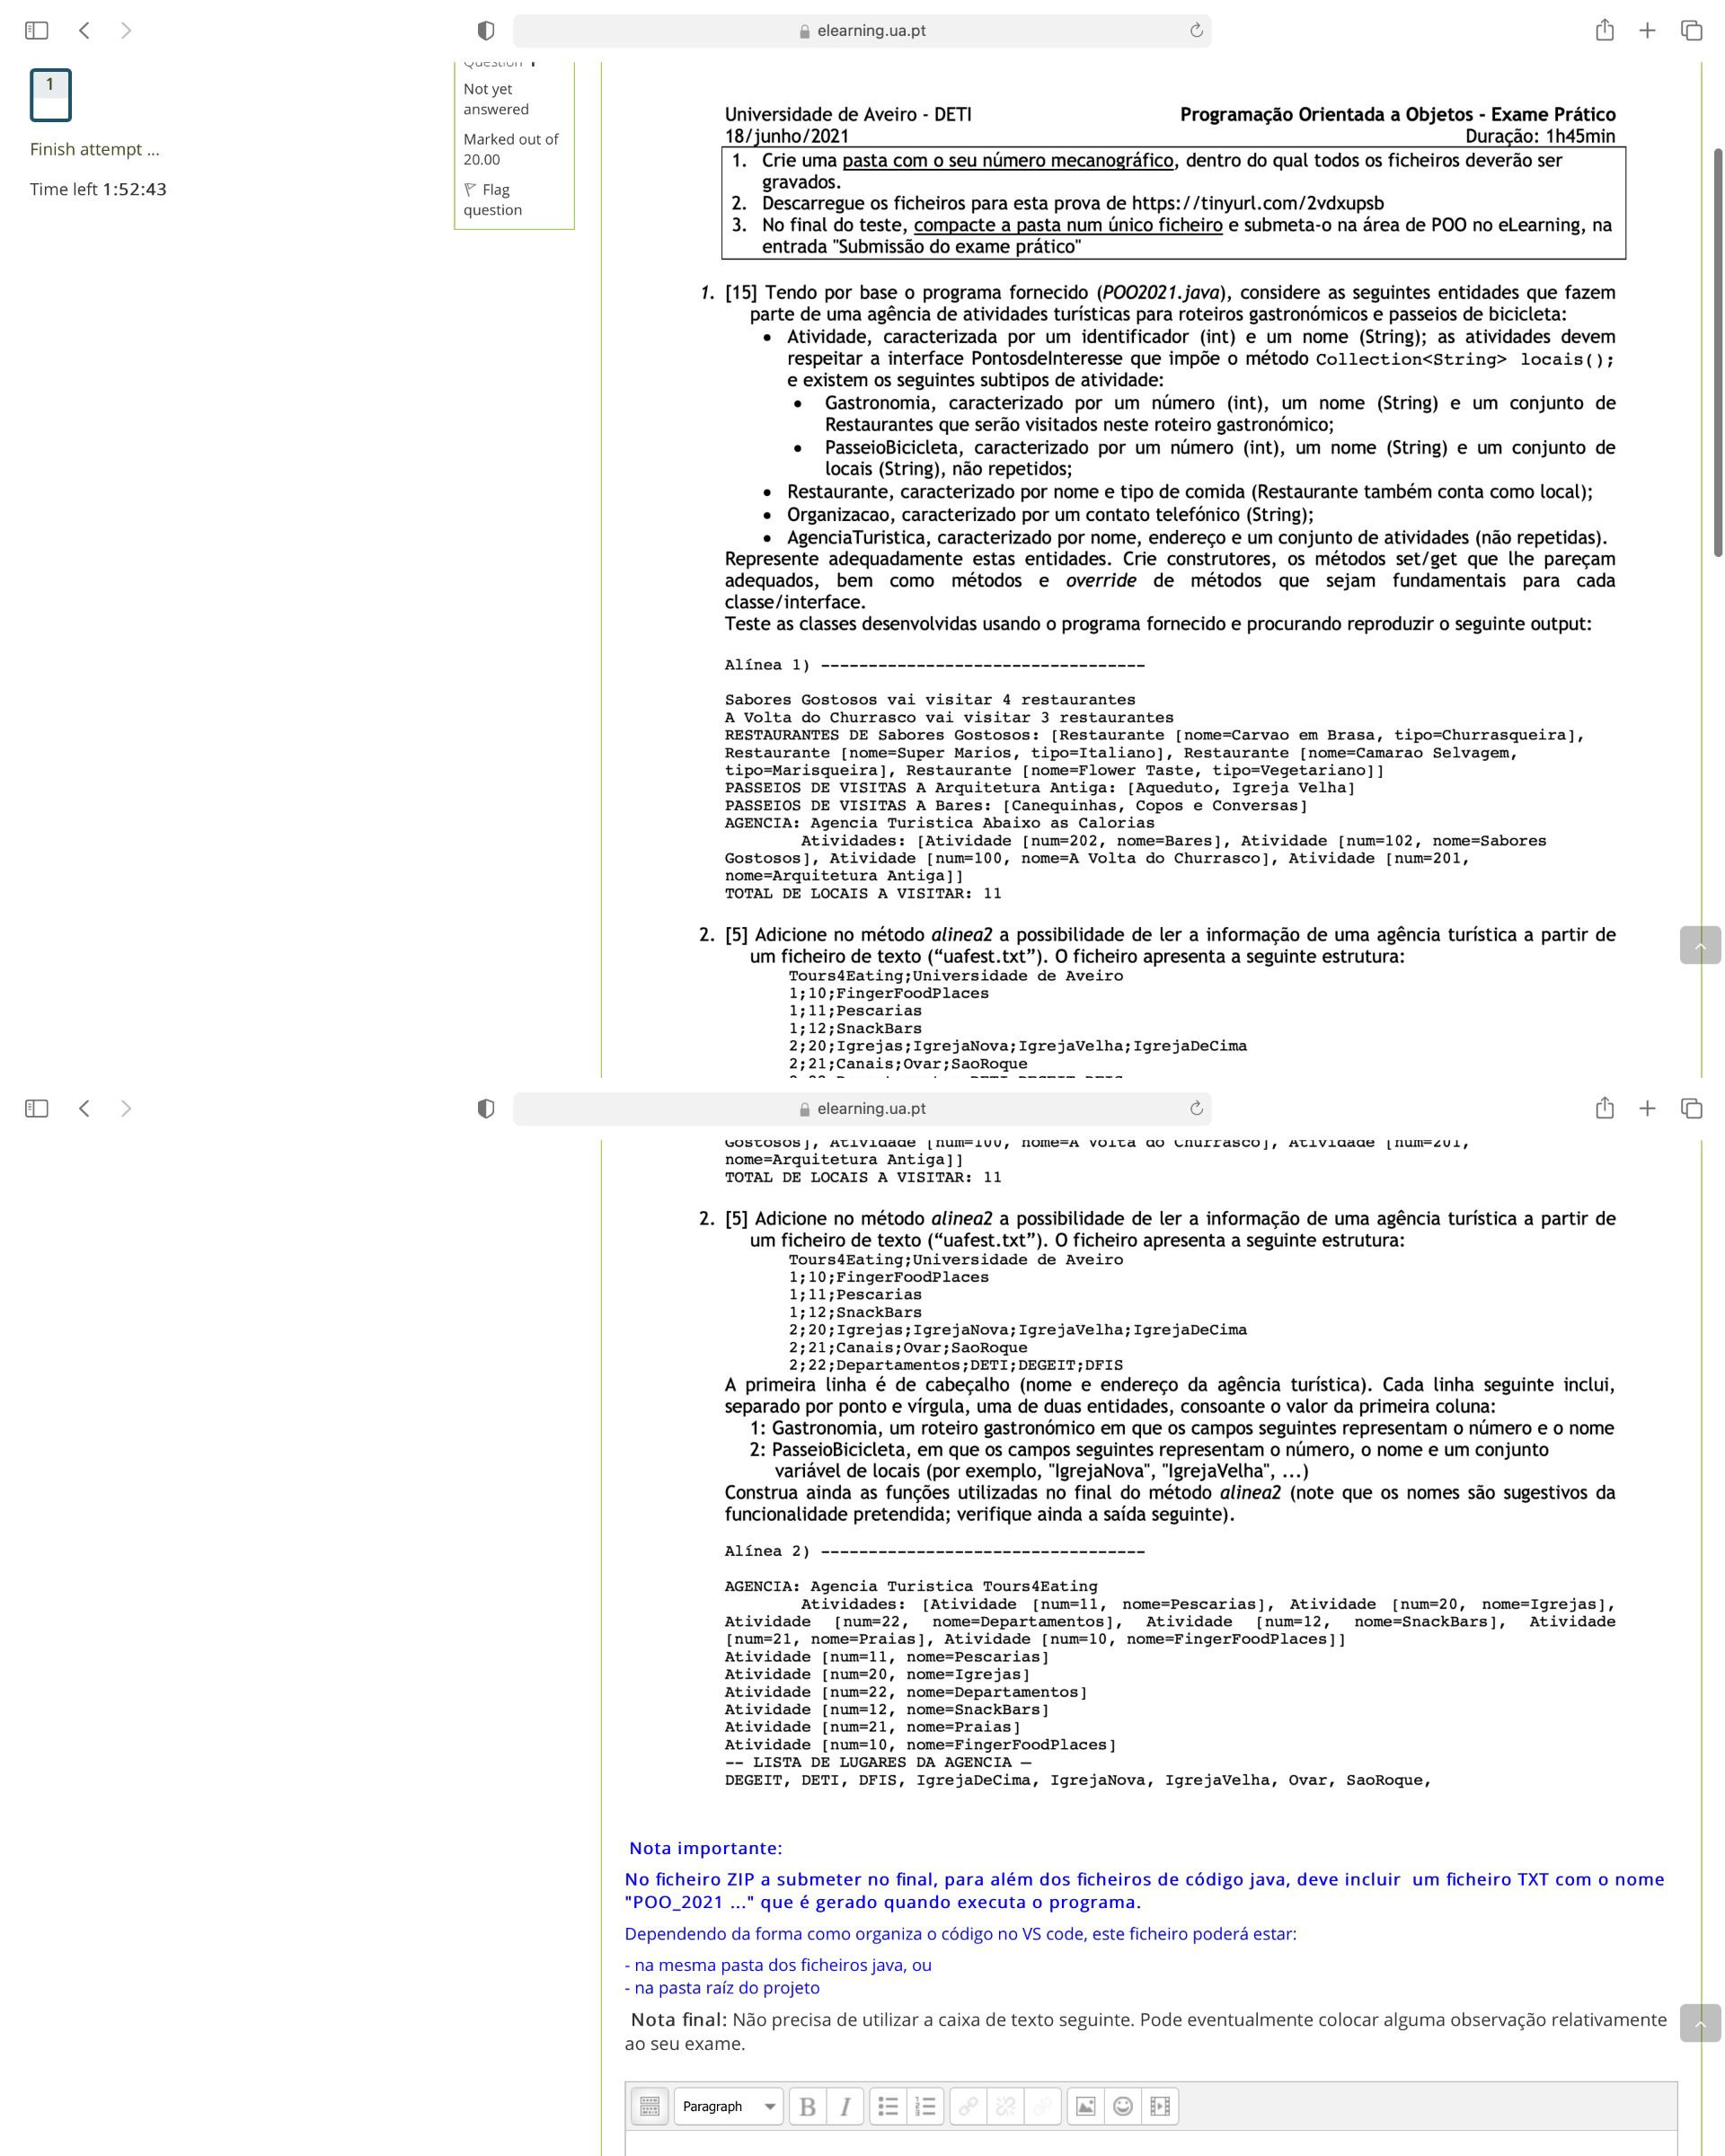 elearning.ua.pt
1
Finish attempt ...
Time left 1:52:43
Question 1
Not yet
answered
Marked out of
20.00
Flag
question
Universidade de Aveiro - DETI
Programação Orientada a Objetos - Exame Prático
18/junho/2021
Duração: 1h45min
1. Crie uma pasta com o seu número mecanográfico, dentro do qual todos os ficheiros deverão ser
gravados.
2. Descarregue os ficheiros para esta prova de https://tinyurl.com/2vdxupsb
3. No final do teste, compacte a pasta num único ficheiro e submeta-o na área de POO no eLearning, na
entrada "Submissão do exame prático"
1. [15] Tendo por base o programa fornecido (POO2021.java), considere as seguintes entidades que fazem
parte de uma agência de atividades turísticas para roteiros gastronómicos e passeios de bicicleta:
• Atividade, caracterizada por um identificador (int) e um nome (String); as atividades devem
respeitar a interface PontosdeInteresse que impõe o método Collection<String> locais();
e existem os seguintes subtipos de atividade:
• Gastronomia, caracterizado por um número (int), um nome (String) e um conjunto de
Restaurantes que serão visitados neste roteiro gastronómico;
• PasseioBicicleta, caracterizado por um número (int), um nome (String) e um conjunto de
locais (String), não repetidos;
• Restaurante, caracterizado por nome e tipo de comida (Restaurante também conta como local);
• Organizacao, caracterizado por um contato telefónico (String);
• AgenciaTuristica, caracterizado por nome, endereço e um conjunto de atividades (não repetidas).
Represente adequadamente estas entidades. Crie construtores, os métodos set/get que lhe pareçam
adequados, bem como métodos e override de métodos que sejam fundamentais para cada
classe/interface.
Teste as classes desenvolvidas usando o programa fornecido e procurando reproduzir o seguinte output:
Alínea 1) ----------------------------------
Sabores Gostosos vai visitar 4 restaurantes
A Volta do Churrasco vai visitar 3 restaurantes
RESTAURANTES DE Sabores Gostosos: [Restaurante [nome=Carvao em Brasa, tipo=Churrasqueira],
Restaurante [nome=Super Marios, tipo=Italiano], Restaurante [nome=Camarao Selvagem,
tipo=Marisqueira], Restaurante [nome=Flower Taste, tipo=Vegetariano]]
PASSEIOS DE VISITAS A Arquitetura Antiga: [Aqueduto, Igreja Velha]
PASSEIOS DE VISITAS A Bares: [Canequinhas, Copos e Conversas]
AGENCIA: Agencia Turistica Abaixo as Calorias
Atividades: [Atividade [num=202, nome=Bares], Atividade [num=102, nome=Sabores
Gostosos], Atividade [num=100, nome=A Volta do Churrasco], Atividade [num=201,
nome=Arquitetura Antiga]]
TOTAL DE LOCAIS A VISITAR: 11
2. [5] Adicione no método alinea2 a possibilidade de ler a informação de uma agência turística a partir de
um ficheiro de texto (“uafest.txt”). O ficheiro apresenta a seguinte estrutura:
Tours4Eating;Universidade de Aveiro
1;10;FingerFoodPlaces
1;11;Pescarias
1;12;SnackBars
2;20;Igrejas;IgrejaNova;IgrejaVelha;IgrejaDeCima
2;21;Canais;Ovar;SaoRoque
elearning.ua.pt
Gostosos], Atividade [num=100, nome=A Volta do Churrasco], Atividade [num=201,
nome=Arquitetura Antiga]]
TOTAL DE LOCAIS A VISITAR: 11
2. [5] Adicione no método alinea2 a possibilidade de ler a informação de uma agência turística a partir de
um ficheiro de texto (“uafest.txt”). O ficheiro apresenta a seguinte estrutura:
Tours4Eating;Universidade de Aveiro
1;10;FingerFoodPlaces
1;11;Pescarias
1;12;SnackBars
2;20;Igrejas;IgrejaNova;IgrejaVelha;IgrejaDeCima
2;21;Canais;Ovar;SaoRoque
2;22;Departamentos;DETI;DEGEIT;DFIS
A primeira linha é de cabeçalho (nome e endereço da agência turística). Cada linha seguinte inclui,
separado por ponto e vírgula, uma de duas entidades, consoante o valor da primeira coluna:
1: Gastronomia, um roteiro gastronómico em que os campos seguintes representam o número e o nome
2: PasseioBicicleta, em que os campos seguintes representam o número, o nome e um conjunto
variável de locais (por exemplo, "IgrejaNova", "IgrejaVelha", ...)
Construa ainda as funções utilizadas no final do método alinea2 (note que os nomes são sugestivos da
funcionalidade pretendida; verifique ainda a saída seguinte).
Alínea 2) ----------------------------------
AGENCIA: Agencia Turistica Tours4Eating
Atividades: [Atividade [num=11, nome=Pescarias], Atividade [num=20, nome=Igrejas],
Atividade [num=22, nome=Departamentos], Atividade [num=12, nome=SnackBars], Atividade
[num=21, nome=Praias], Atividade [num=10, nome=FingerFoodPlaces]]
Atividade [num=11, nome=Pescarias]
Atividade [num=20, nome=Igrejas]
Atividade [num=22, nome=Departamentos]
Atividade [num=12, nome=SnackBars]
Atividade [num=21, nome=Praias]
Atividade [num=10, nome=FingerFoodPlaces]
-- LISTA DE LUGARES DA AGENCIA —
DEGEIT, DETI, DFIS, IgrejaDeCima, IgrejaNova, IgrejaVelha, Ovar, SaoRoque,
Nota importante:
No ficheiro ZIP a submeter no final, para além dos ficheiros de código java, deve incluir um ficheiro TXT com o nome
"POO_2021 ..." que é gerado quando executa o programa.
Dependendo da forma como organiza o código no VS code, este ficheiro poderá estar:
- na mesma pasta dos ficheiros java, ou
- na pasta raíz do projeto
Nota final: Não precisa de utilizar a caixa de texto seguinte. Pode eventualmente colocar alguma observação relativamente
ao seu exame.
Paragraph
B
I